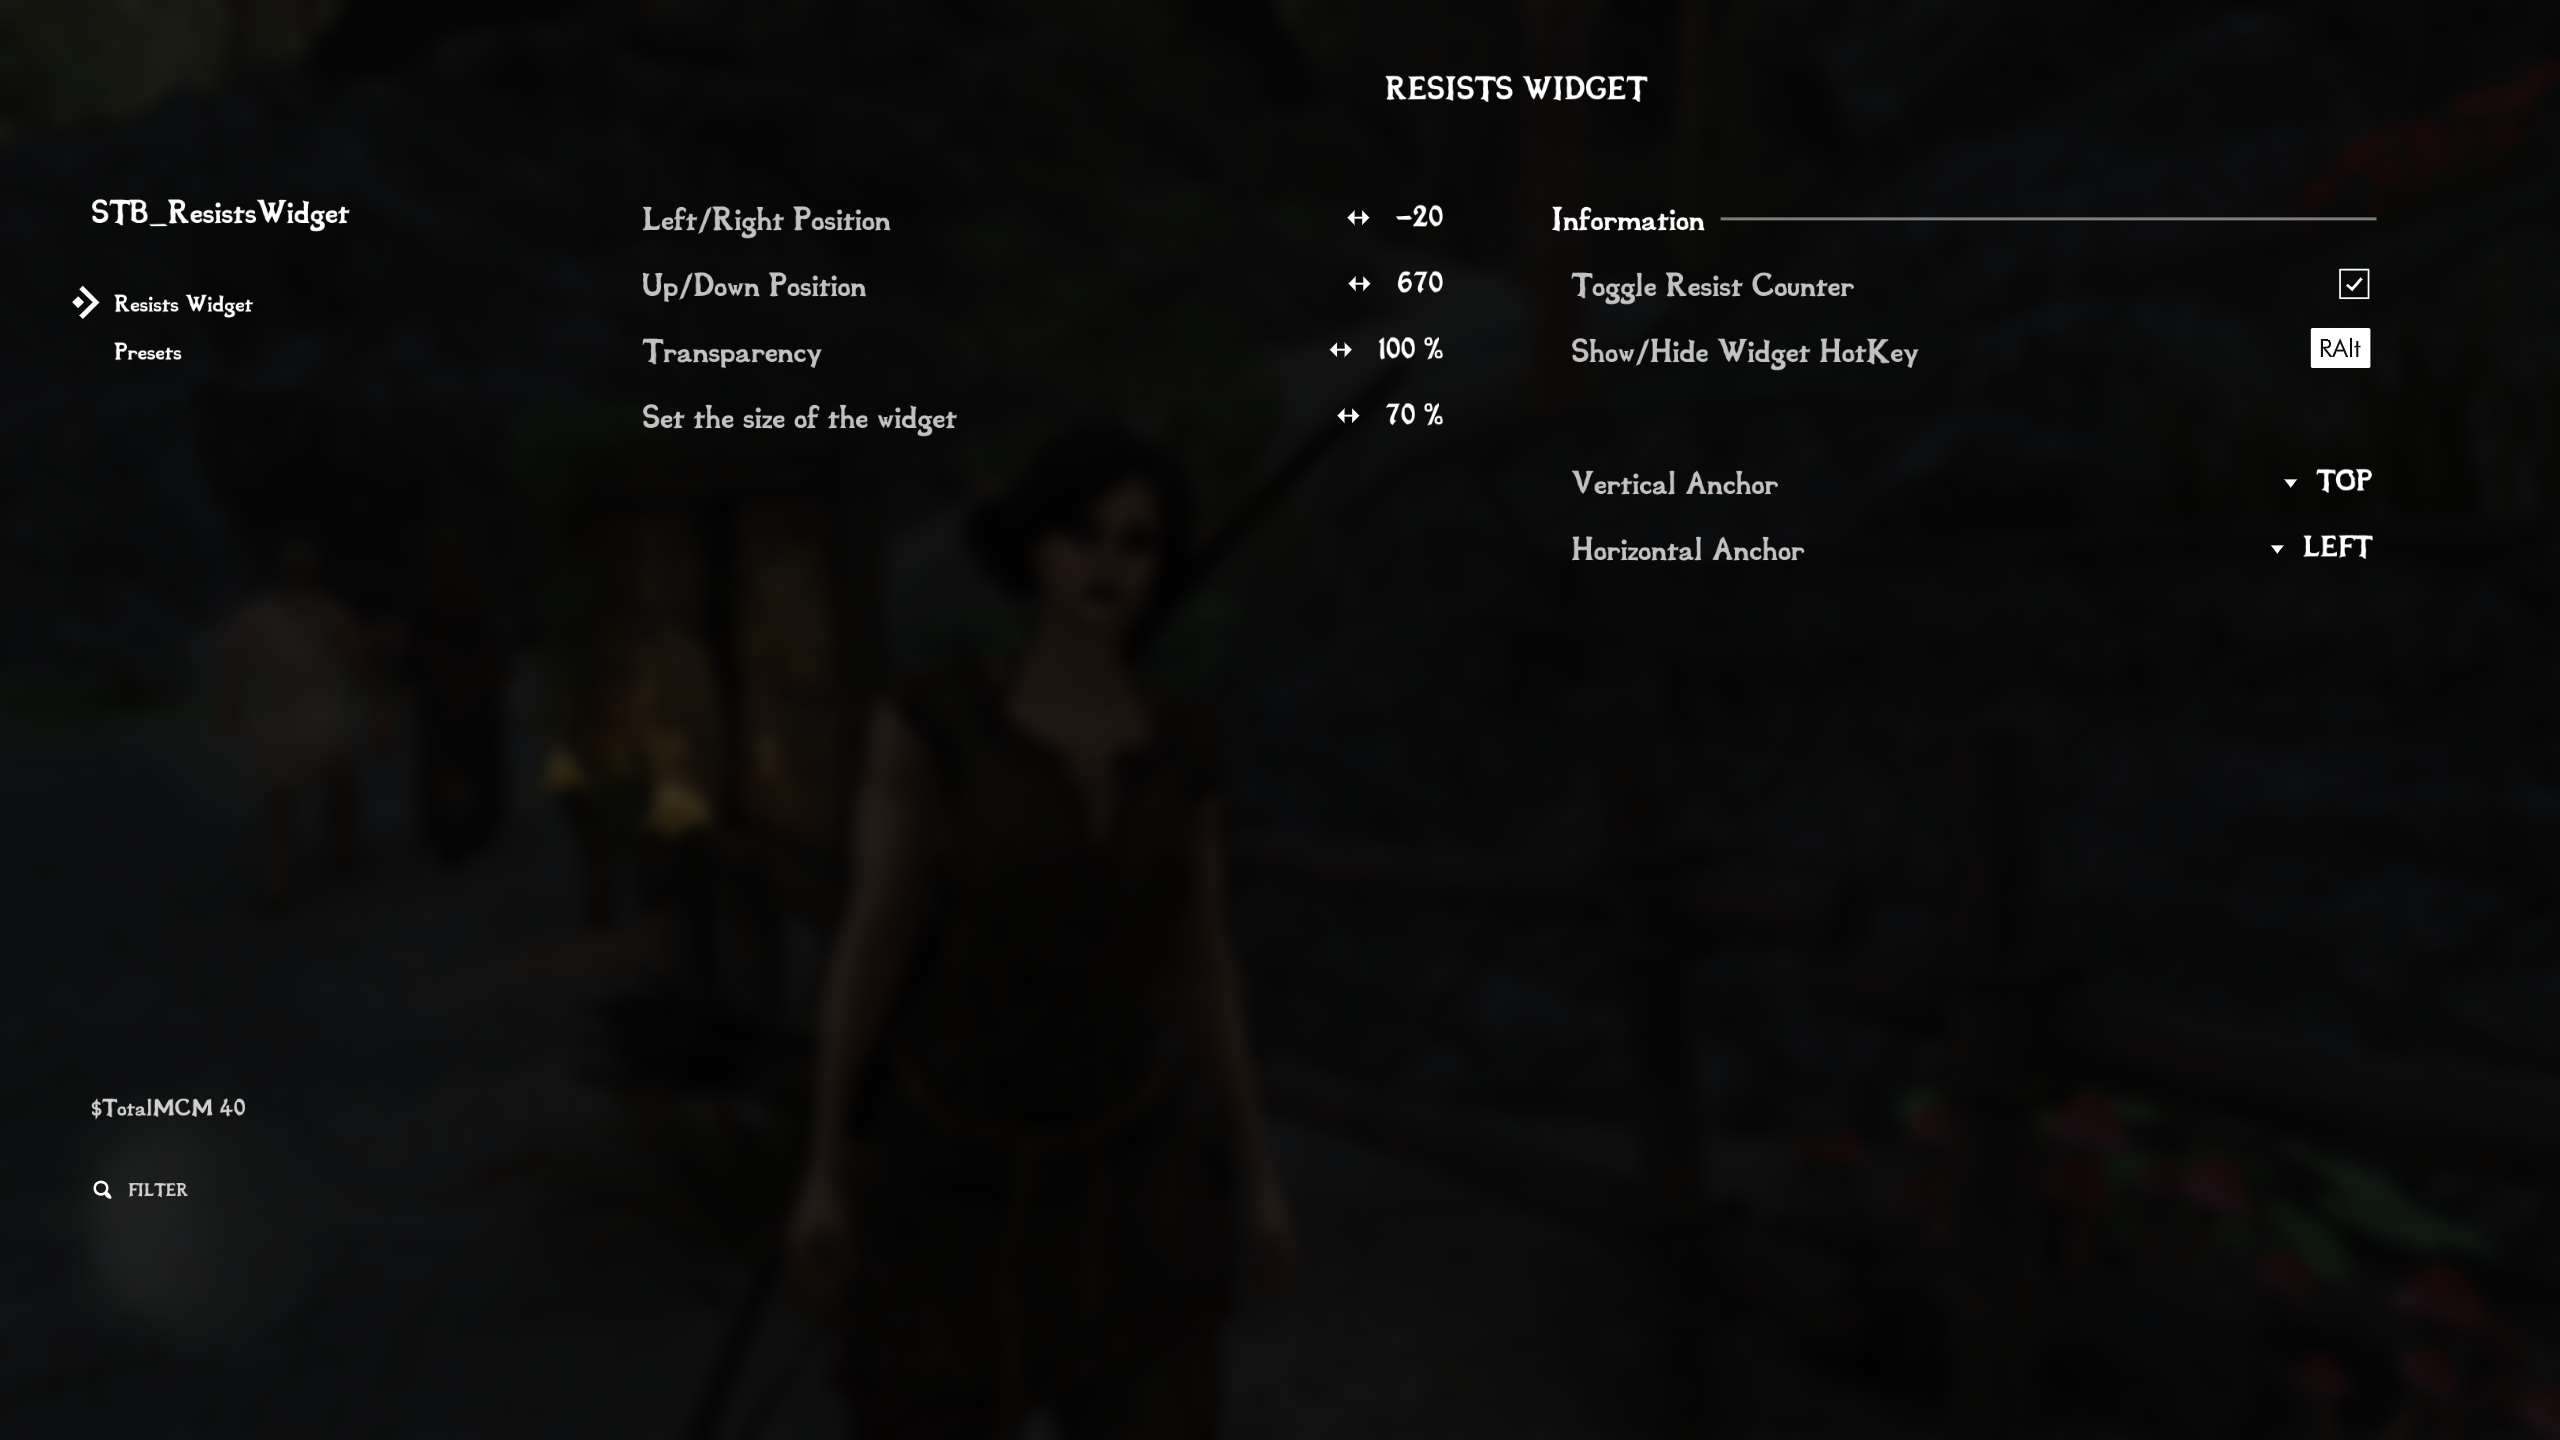 RESISTS WIDGET
STB_ResistsWidget
Resists Widget
Presets
Left/Right Position -20
Up/Down Position 670
Transparency 100 %
Set the size of the widget 70 %
Information
Toggle Resist Counter
Show/Hide Widget HotKey RAlt
Vertical Anchor TOP
Horizontal Anchor LEFT
$TotalMCM 40
FILTER